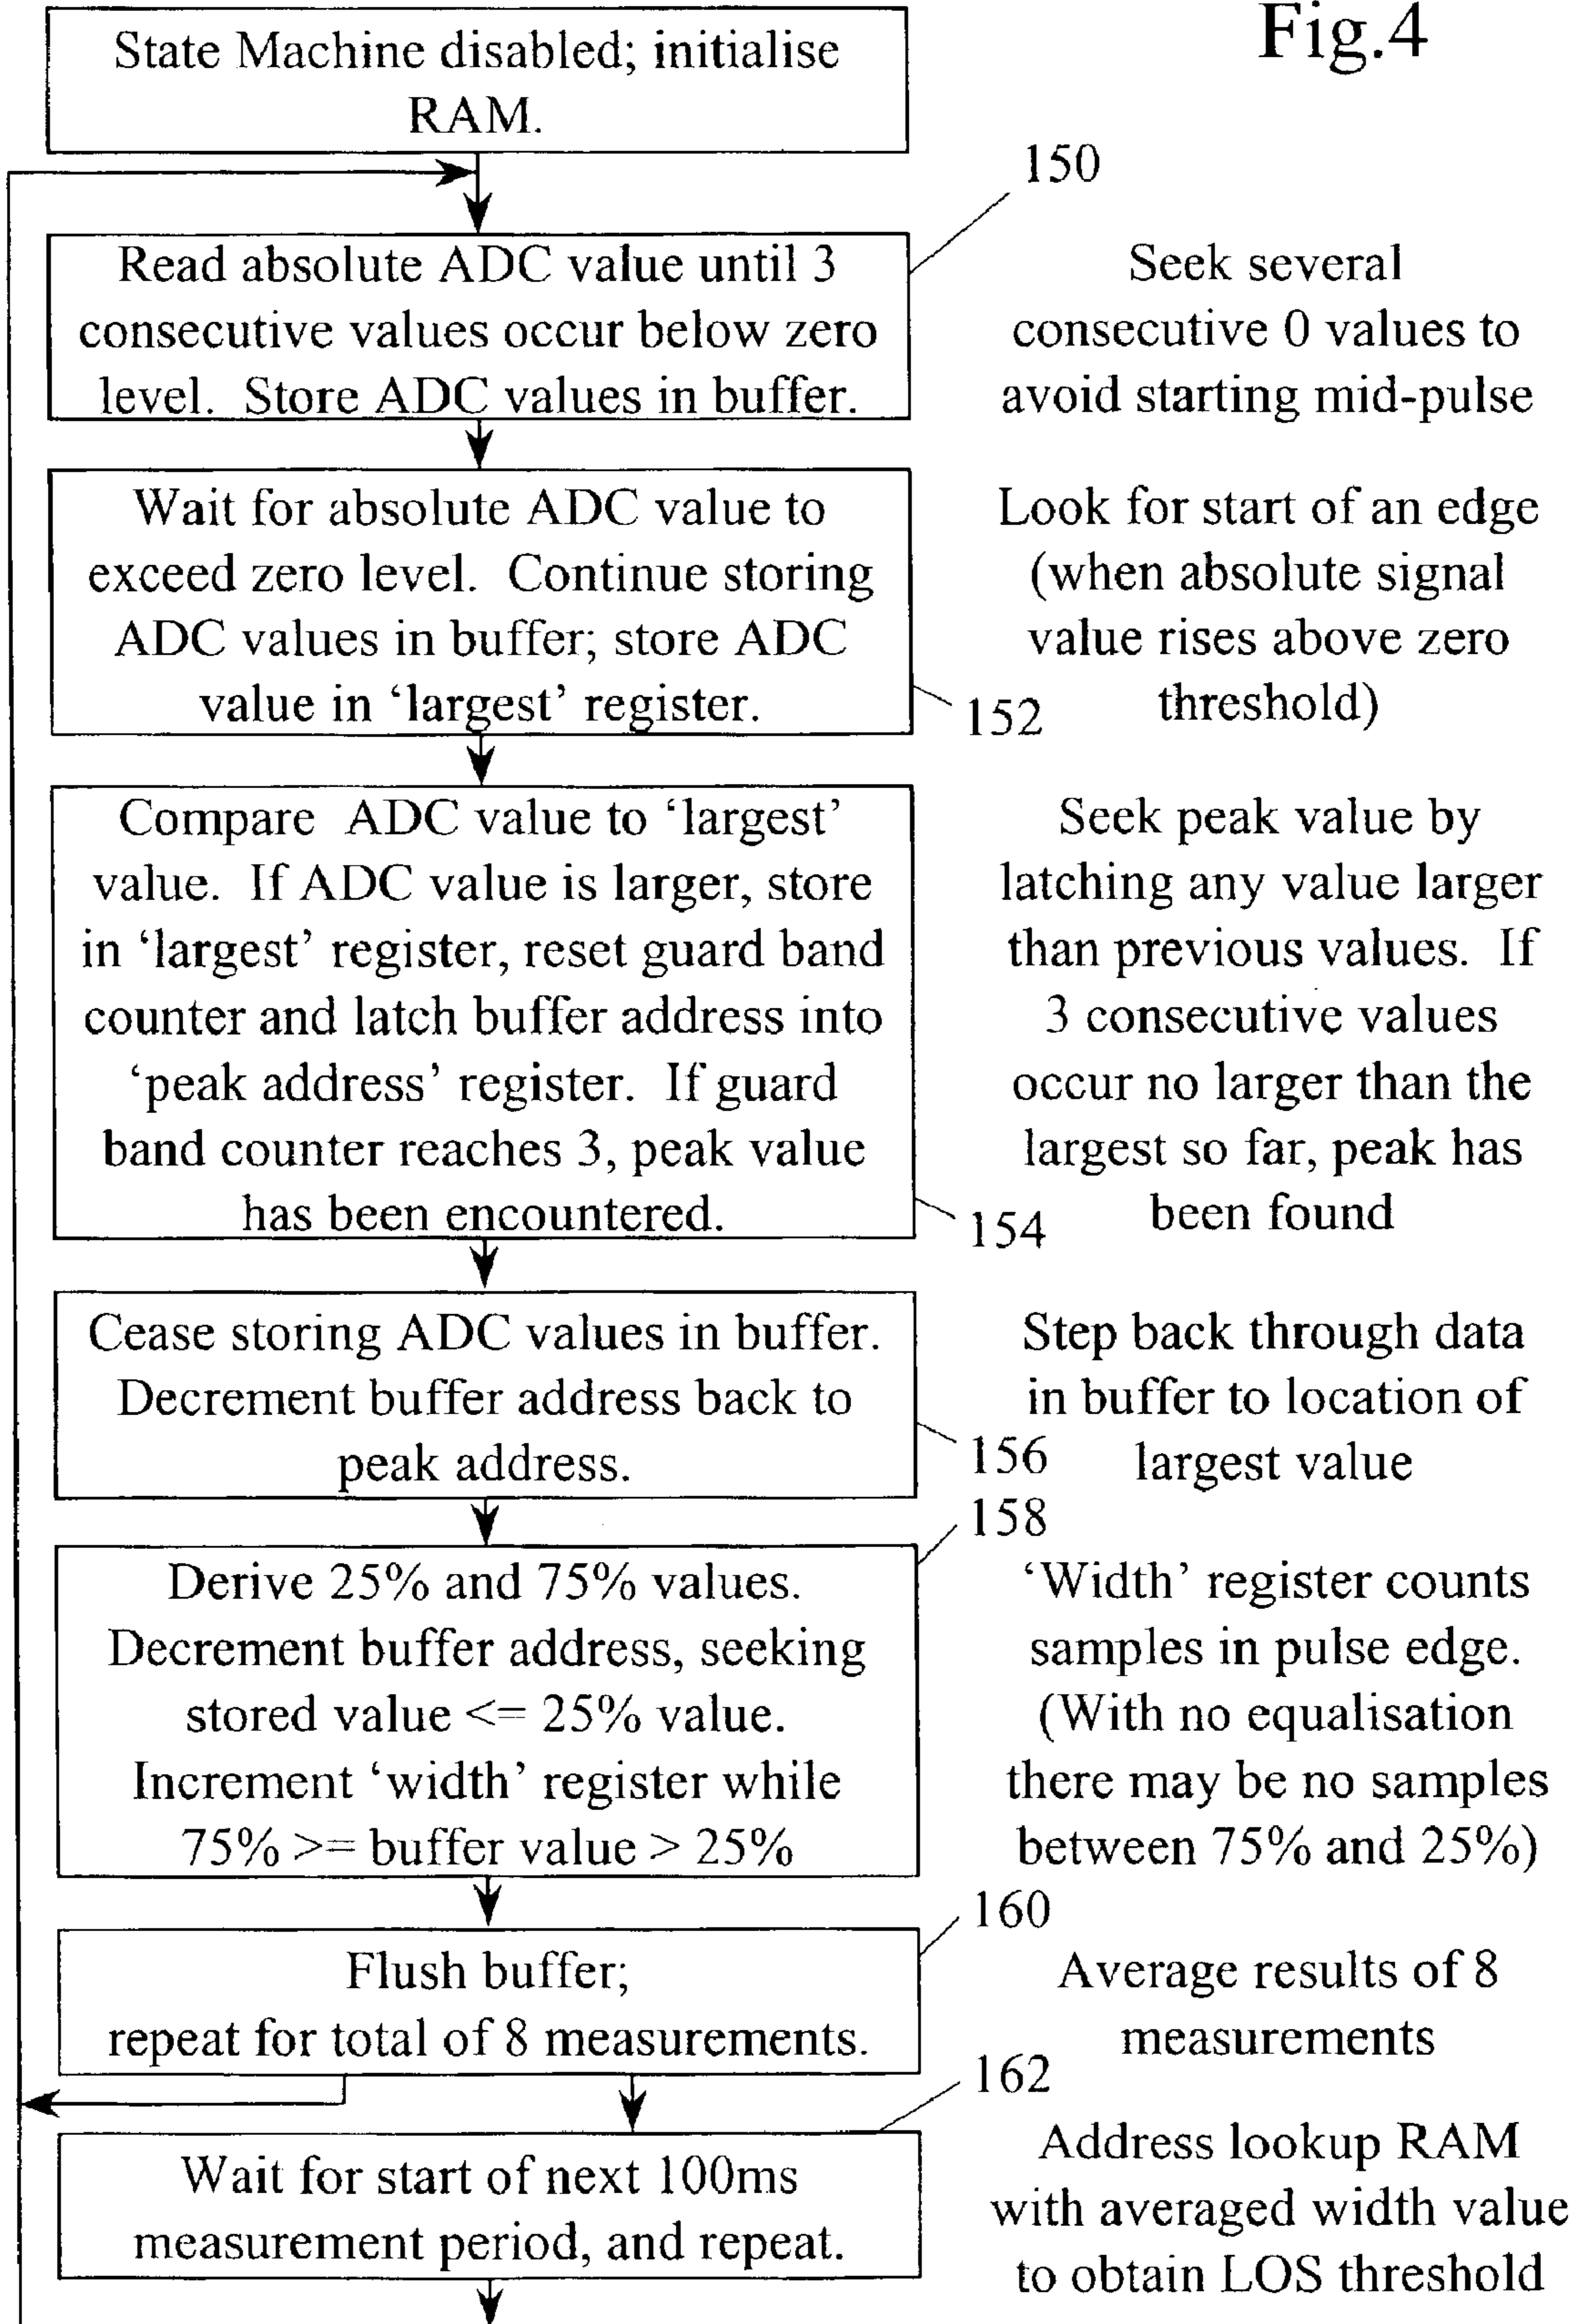 Fig.4
State Machine disabled; initialise
RAM.
150
Read absolute ADC value until 3
consecutive values occur below zero
level. Store ADC values in buffer.
Seek several
consecutive 0 values to
avoid starting mid-pulse
Wait for absolute ADC value to
exceed zero level. Continue storing
ADC values in buffer; store ADC
value in ‘largest’ register.
152
Look for start of an edge
(when absolute signal
value rises above zero
threshold)
Compare ADC value to ‘largest’
value. If ADC value is larger, store
in ‘largest’ register, reset guard band
counter and latch buffer address into
‘peak address’ register. If guard
band counter reaches 3, peak value
has been encountered.
154
Seek peak value by
latching any value larger
than previous values. If
3 consecutive values
occur no larger than the
largest so far, peak has
been found
Cease storing ADC values in buffer.
Decrement buffer address back to
peak address.
156
Step back through data
in buffer to location of
largest value
158
Derive 25% and 75% values.
Decrement buffer address, seeking
stored value <= 25% value.
Increment ‘width’ register while
75% >= buffer value > 25%
‘Width’ register counts
samples in pulse edge.
(With no equalisation
there may be no samples
between 75% and 25%)
160
Flush buffer;
repeat for total of 8 measurements.
Average results of 8
measurements
162
Wait for start of next 100ms
measurement period, and repeat.
Address lookup RAM
with averaged width value
to obtain LOS threshold